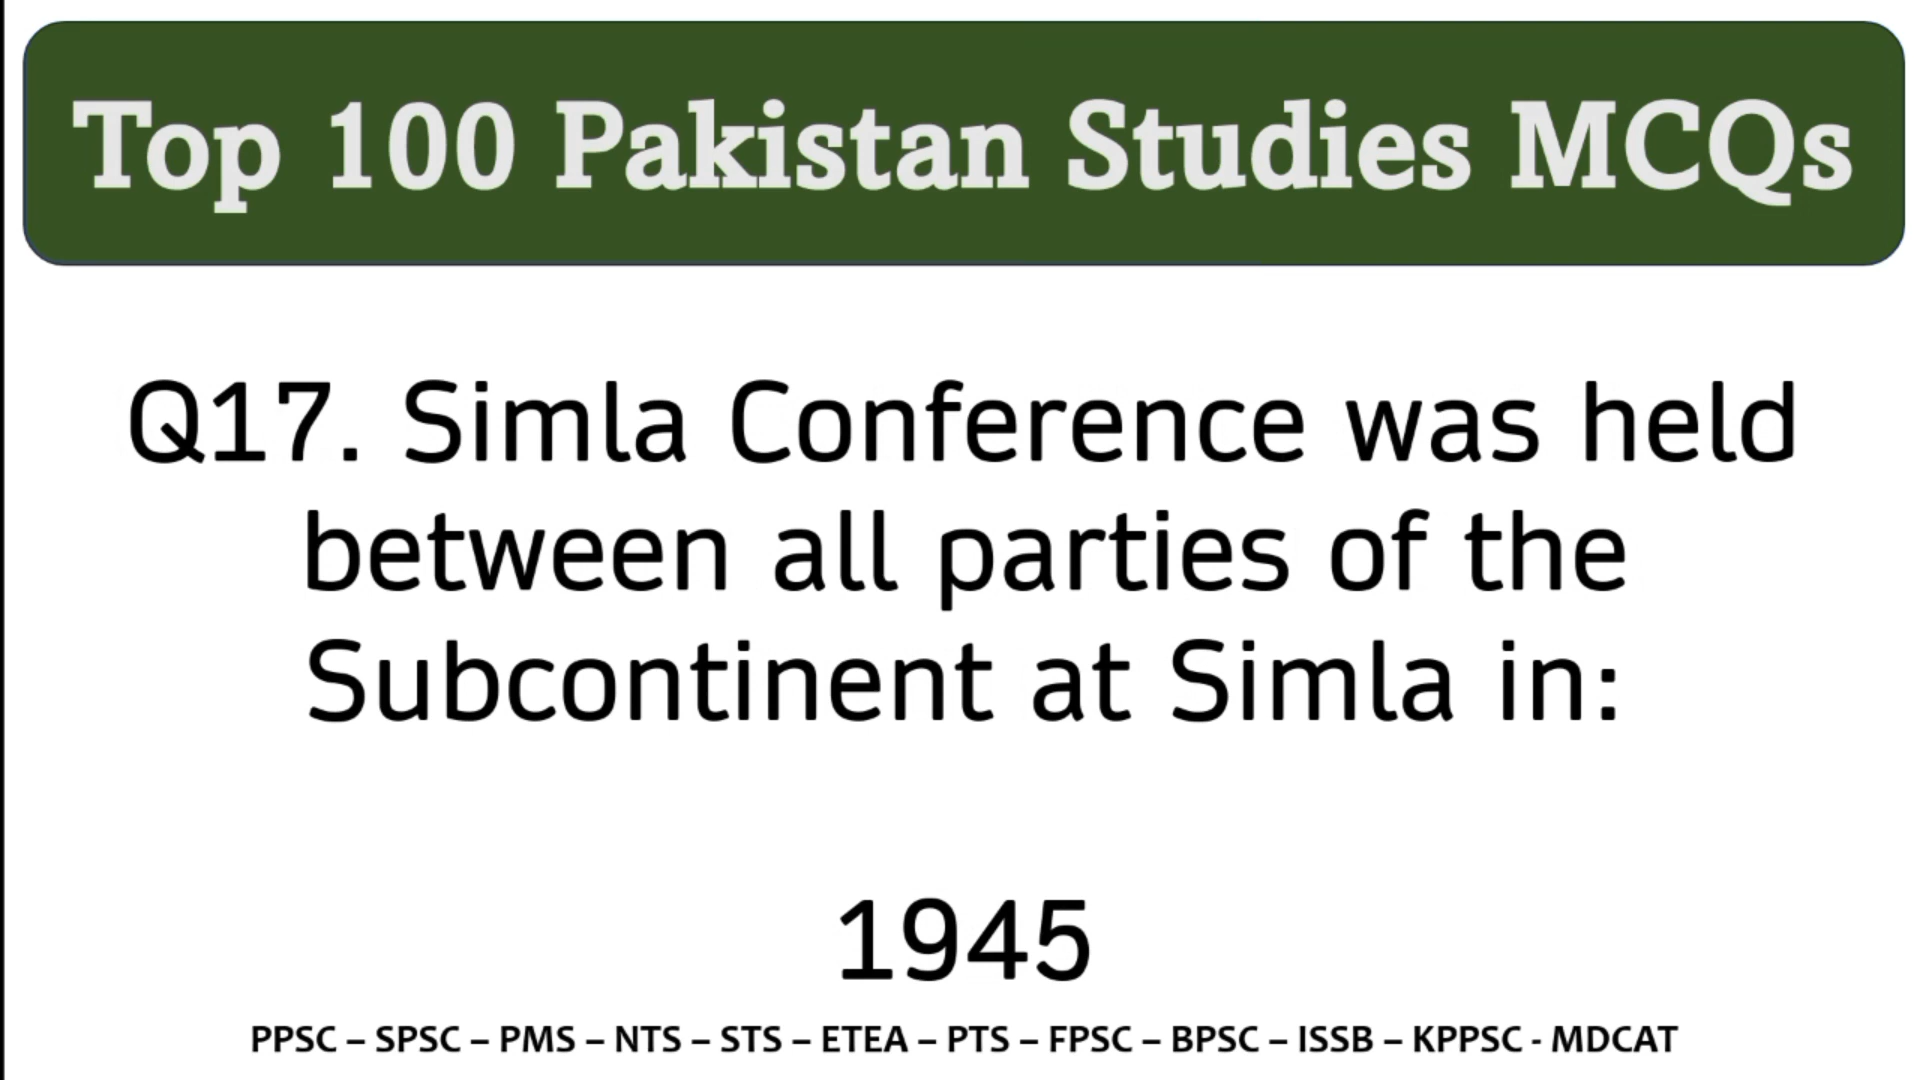 Top 100 Pakistan Studies MCQs
Q17. Simla Conference was held
between all parties of the
Subcontinent at Simla in:
1945
PPSC – SPSC – PMS – NTS – STS – ETEA – PTS – FPSC – BPSC – ISSB – KPPSC - MDCAT